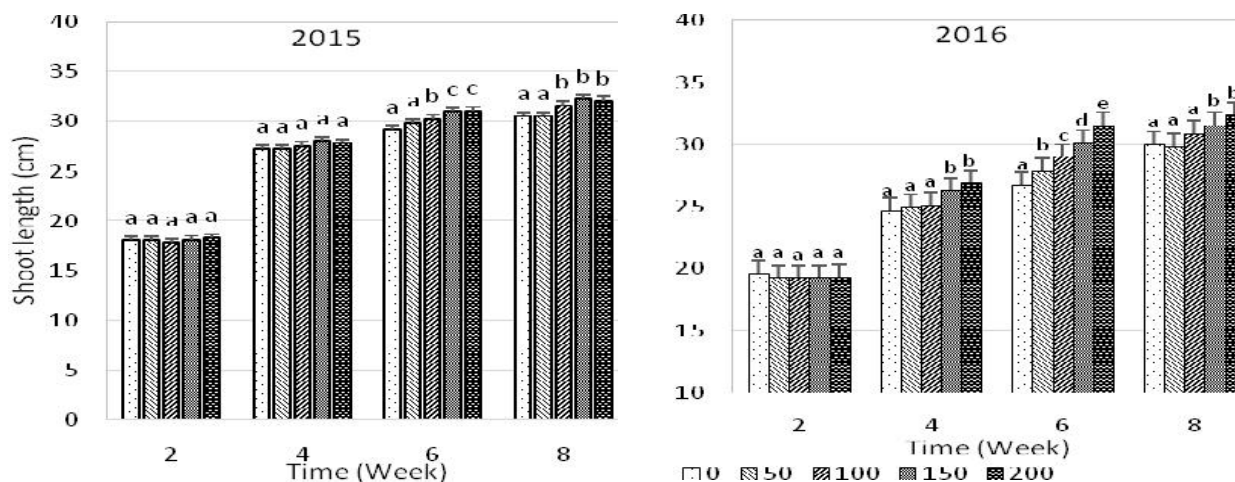 2015
40
35
30
25
20
15
10
5
0
Shoot length (cm)
a a a a a
a a a a a
a a b c c
a a b b b
2 4 6 8
Time (Week)
2016
40
35
30
25
20
15
10
a a a a a
a a a b b
a b c d e
a a a b b
2 4 6 8
Time (Week)
0 50 100 150 200